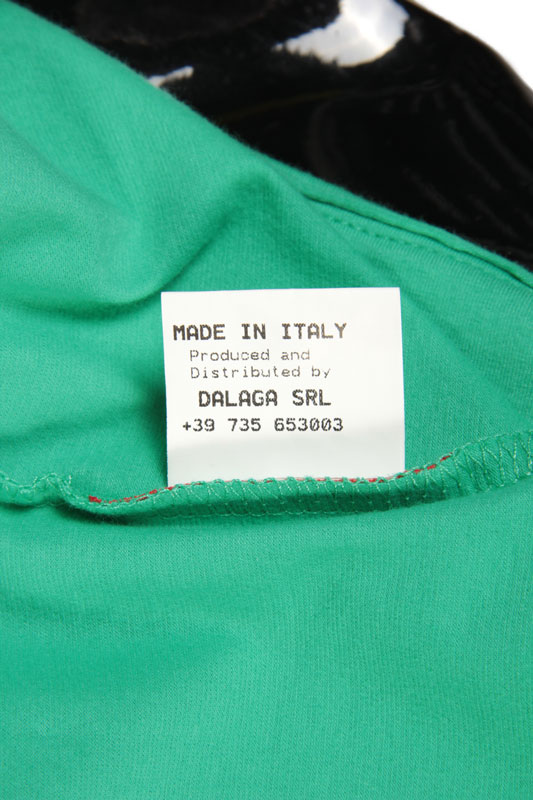 MADE IN ITALY
Produced and
Distributed by
DALAGA SRL
+39 735 653003